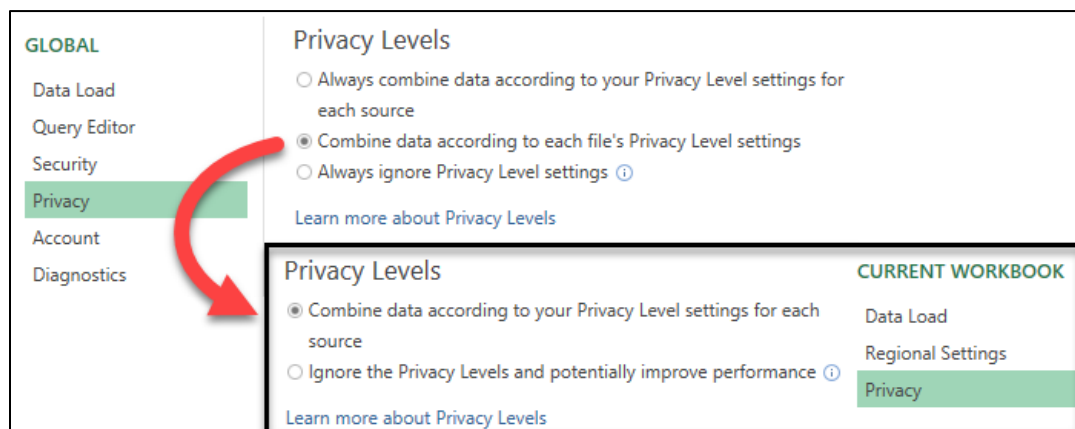 GLOBAL
Data Load
Query Editor
Security
Privacy
Account
Diagnostics
Privacy Levels
Always combine data according to your Privacy Level settings for
each source
Combine data according to each file's Privacy Level settings
Always ignore Privacy Level settings
Learn more about Privacy Levels
Privacy Levels
Combine data according to your Privacy Level settings for each
source
Ignore the Privacy Levels and potentially improve performance
Learn more about Privacy Levels
CURRENT WORKBOOK
Data Load
Regional Settings
Privacy